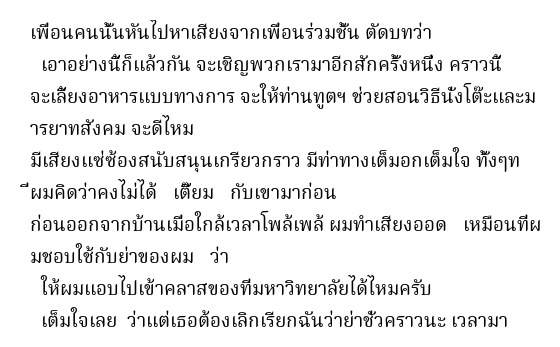 เพื่อนคนนั้นหันไปหาเสียงจากเพื่อนร่วมชั้น ตัดบทว่า
เอาอย่างนี้ก็แล้วกัน จะเชิญพวกเรามาอีกสักครั้งหนึ่ง คราวนี้
จะเลี้ยงอาหารแบบทางการ จะให้ท่านทูตฯ ช่วยสอนวิธีนั่งโต๊ะและม
ารยาทสังคม จะดีไหม
มีเสียงแซ่ซ้องสนับสนุนเกรียวกราว มีท่าทางเต็มอกเต็มใจ ทั้งๆท
ี่ผมคิดว่าคงไม่ได้ เตี๊ยม กับเขามาก่อน
ก่อนออกจากบ้านเมื่อใกล้เวลาโพล้เพล้ ผมทำเสียงออด เหมือนที่ผ
มชอบใช้กับย่าของผม ว่า
ให้ผมแอบไปเข้าคลาสของที่มหาวิทยาลัยได้ไหมครับ
เต็มใจเลย ว่าแต่เธอต้องเลิกเรียกฉันว่าย่าชั่วคราวนะ เวลามา